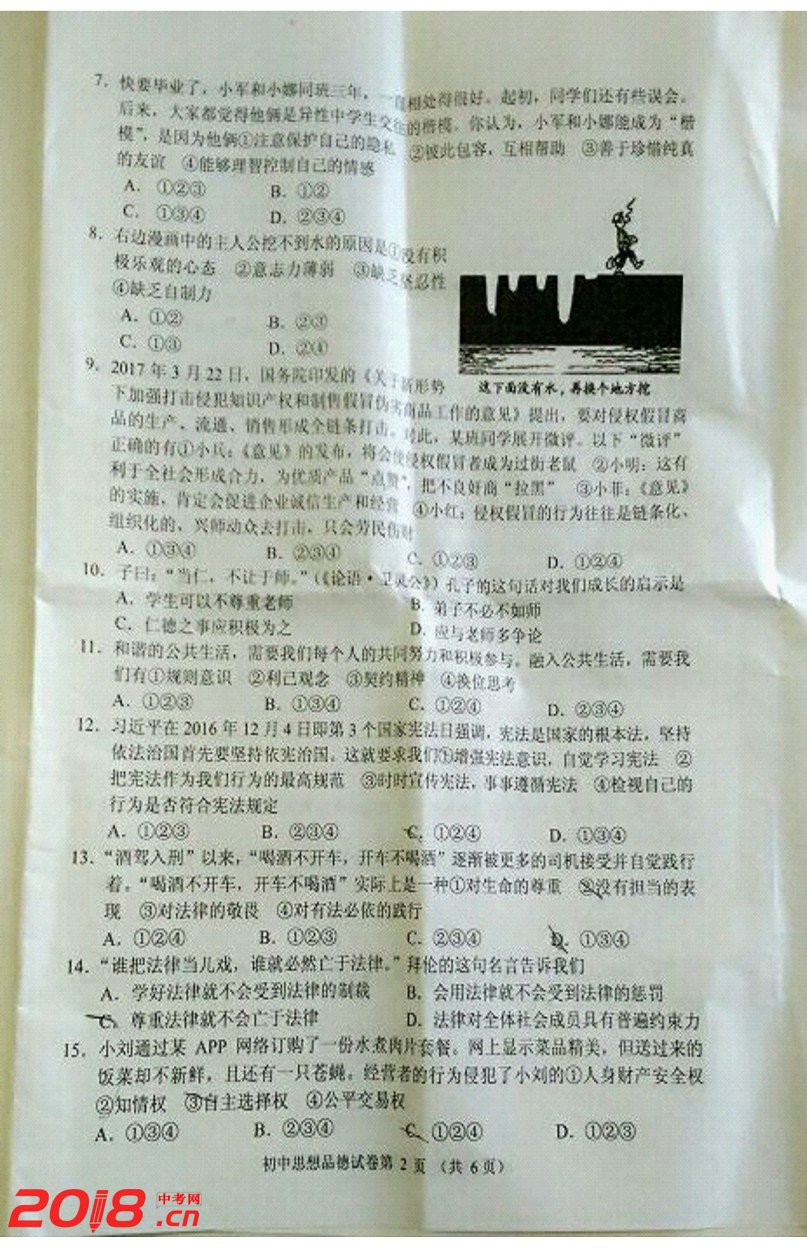 7. 快要毕业了，小军和小娜同班三年，一直相处得很好。起初，同学们还有些误会。
后来，大家都觉得他俩是异性中学生交往的楷模。你认为，小军和小娜能成为“楷
模”，是因为他俩①注意保护自己的隐私 ②彼此包容，互相帮助 ③善于珍惜纯真
的友谊 ④能够理智控制自己的情感
A. ①②③ B. ①②
C. ①③④ D. ②③④
8. 右边漫画中的主人公挖不到水的原因是①没有积
极乐观的心态 ②意志力薄弱 ③缺乏坚忍性
④缺乏自制力
A. ①② B. ②③
C. ①③ D. ②④
这下面没有水，再换个地方挖
9. 2017年3月22日，国务院印发的《关于新形势
下加强打击侵犯知识产权和制售假冒伪劣商品工作的意见》提出，要对侵权假冒商
品的生产、流通、销售形成全链条打击。对此，某班同学展开微评。以下“微评”
正确的有①小兵：《意见》的发布，将会使侵权假冒者成为过街老鼠 ②小明：这有
利于全社会形成合力，为优质产品“点赞”，把不良奸商“拉黑” ③小菲：《意见》
的实施，肯定会促进企业诚信生产和经营 ④小红：侵权假冒的行为往往是链条化、
组织化的，兴师动众去打击，只会劳民伤财
A. ①③④ B. ②③④ C. ①②③ D. ①②④
10. 子曰：“当仁，不让于师。”（《论语·卫灵公》）孔子的这句话对我们成长的启示是
A. 学生可以不尊重老师 B. 弟子不必不如师
C. 仁德之事应积极为之 D. 应与老师多争论
11. 和谐的公共生活，需要我们每个人的共同努力和积极参与。融入公共生活，需要我
们有①规则意识 ②利己观念 ③契约精神 ④换位思考
A. ①②③ B. ①③④ C. ①②④ D. ②③④
12. 习近平在2016年12月4日即第3个国家宪法日强调，宪法是国家的根本法，坚持
依法治国首先要坚持依宪治国。这就要求我们①增强宪法意识，自觉学习宪法 ②
把宪法作为我们行为的最高规范 ③时时宣传宪法，事事遵循宪法 ④检视自己的
行为是否符合宪法规定
A. ①②③ B. ②③④ C. ①②④ D. ①③④
13. “酒驾入刑”以来，“喝酒不开车，开车不喝酒”逐渐被更多的司机接受并自觉践行
着。“喝酒不开车，开车不喝酒”实际上是一种①对生命的尊重 ②没有担当的表
现 ③对法律的敬畏 ④对有法必依的践行
A. ①②④ B. ①②③ C. ②③④ D. ①③④
14. “谁把法律当儿戏，谁就必然亡于法律。”拜伦的这句名言告诉我们
A. 学好法律就不会受到法律的制裁 B. 会用法律就不会受到法律的惩罚
C. 尊重法律就不会亡于法律 D. 法律对全体社会成员具有普遍约束力
15. 小刘通过某 APP 网络订购了一份水煮肉片套餐。网上显示菜品精美，但送过来的
饭菜却不新鲜，且还有一只苍蝇。经营者的行为侵犯了小刘的①人身财产安全权
②知情权 ③自主选择权 ④公平交易权
A. ①③④ B. ②③④ C. ①②④ D. ①②③
初中思想品德试卷第2页（共6页）
2018中考网.cn